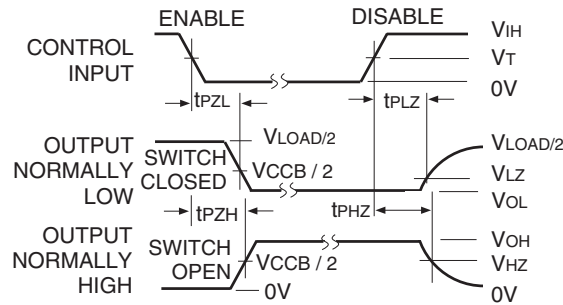 ENABLE
DISABLE
CONTROL
INPUT
VIH
VT
0V
tPZL
tPLZ
OUTPUT
NORMALLY
LOW
SWITCH
CLOSED
VLOAD/2
VCCB / 2
VLOAD/2
VLZ
VOL
tPZH
tPHZ
OUTPUT
NORMALLY
HIGH
SWITCH
OPEN
VCCB / 2
0V
VOH
VHZ
0V